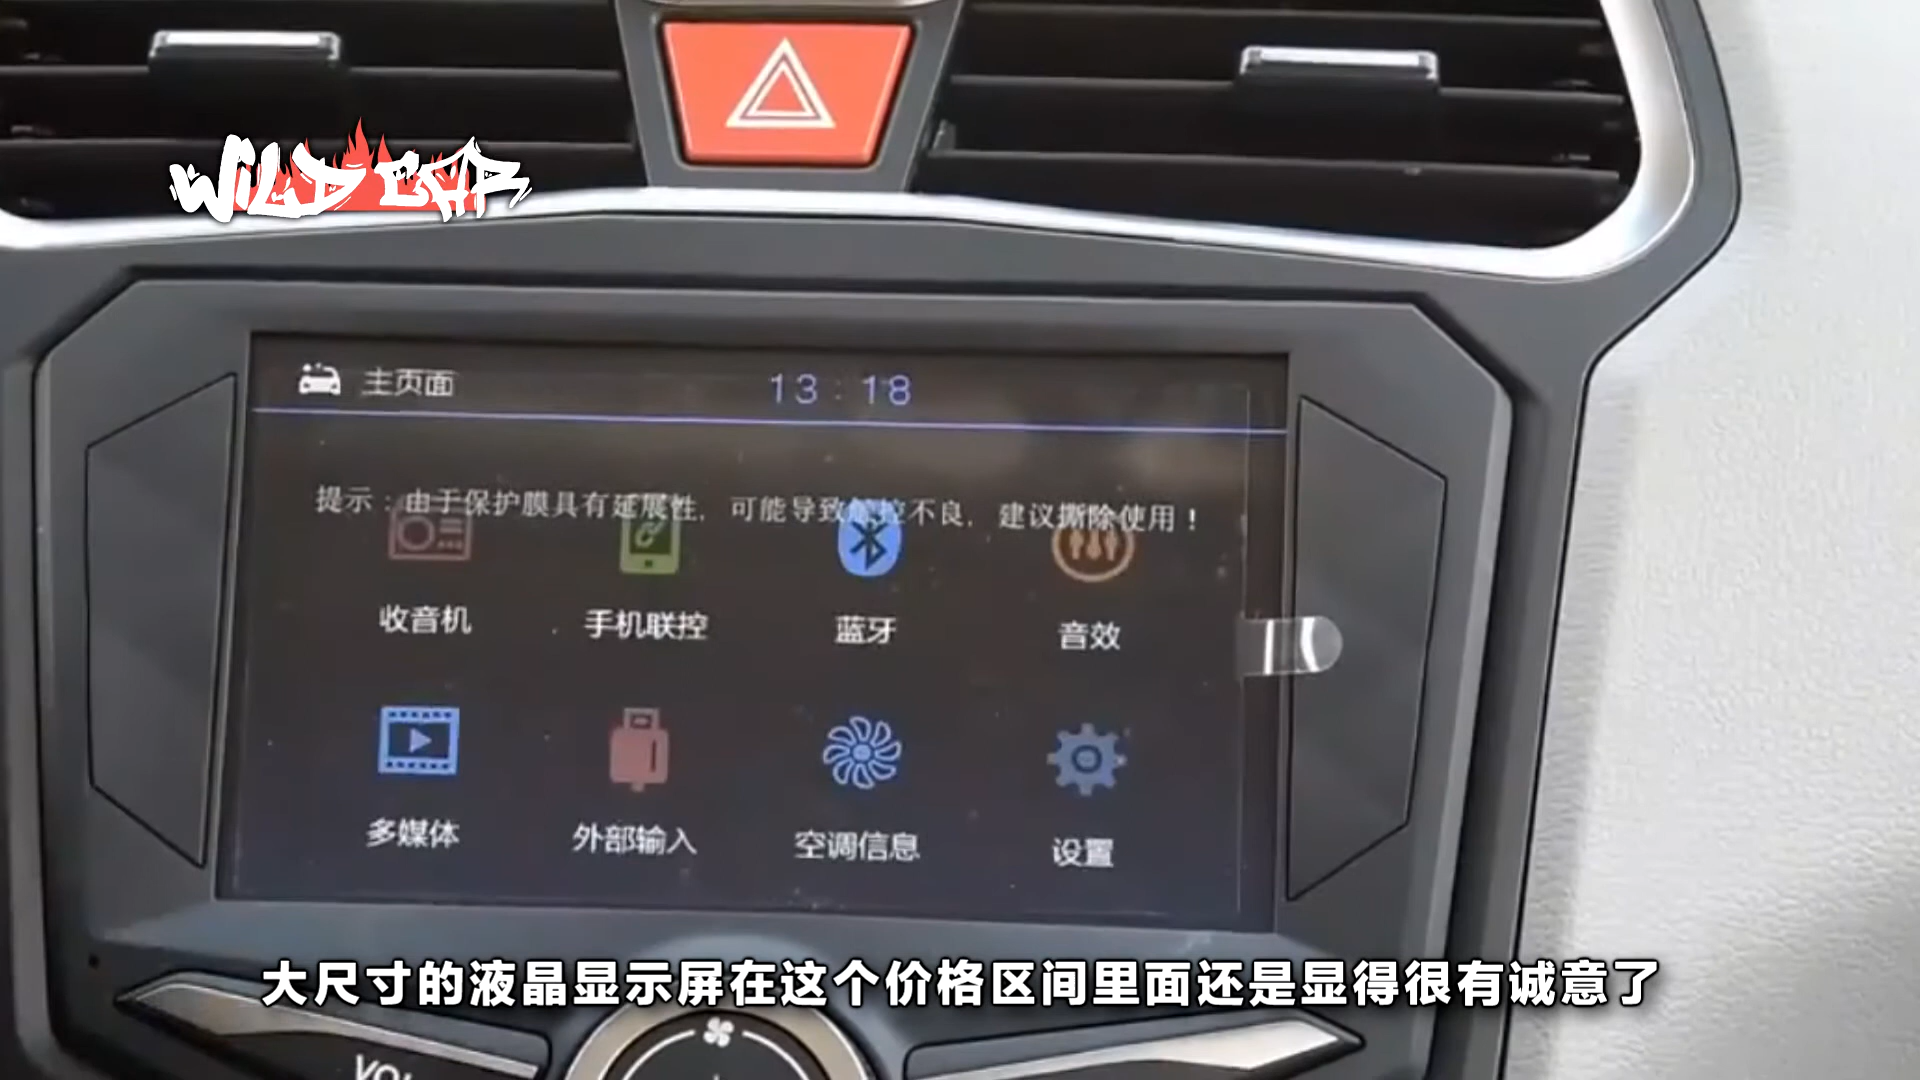 WILD CAR
主页面
13:18
提示:由于保护膜具有延展性, 可能导致触控不良, 建议撕除使用!
收音机 手机联控 蓝牙 音效
多媒体 外部输入 空调信息 设置
大尺寸的液晶显示屏在这个价格区间里面还是显得很有诚意了
VOL